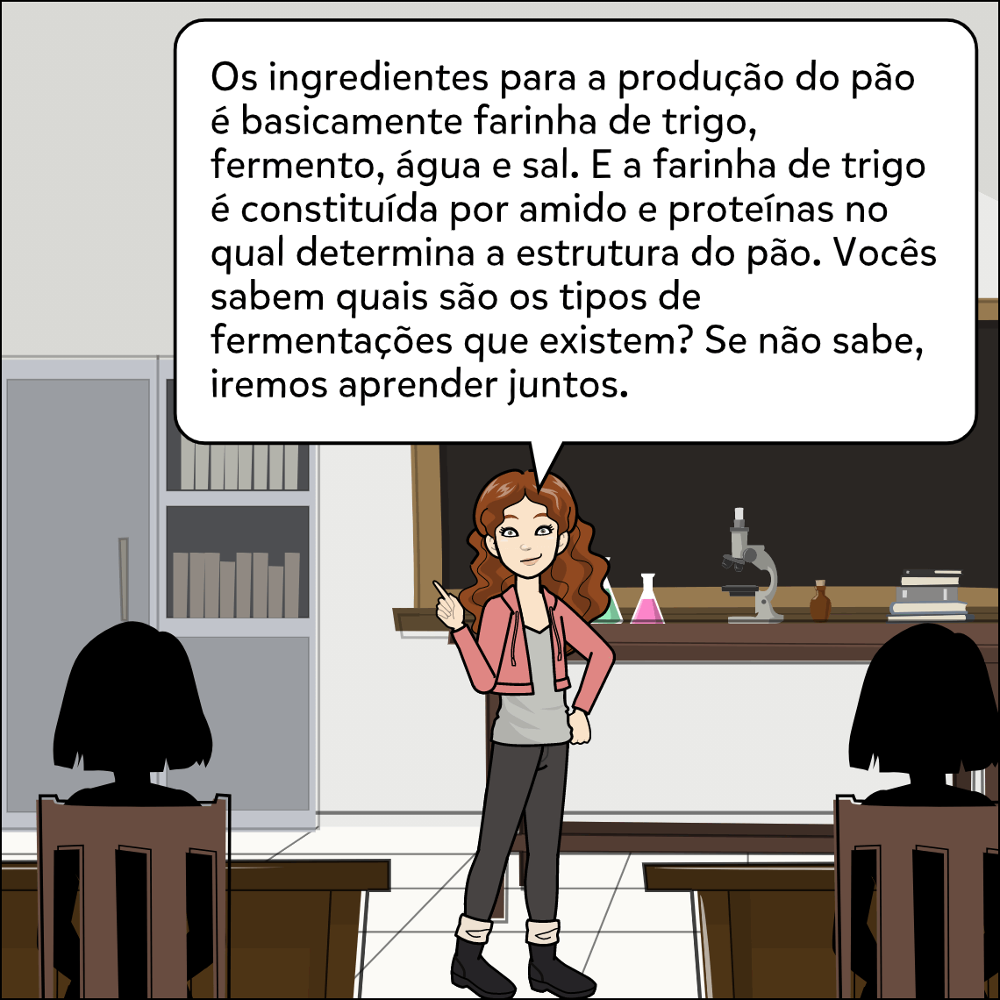 Os ingredientes para a produção do pão
é basicamente farinha de trigo,
fermento, água e sal. E a farinha de trigo
é constituída por amido e proteínas no
qual determina a estrutura do pão. Vocês
sabem quais são os tipos de
fermentações que existem? Se não sabe,
iremos aprender juntos.